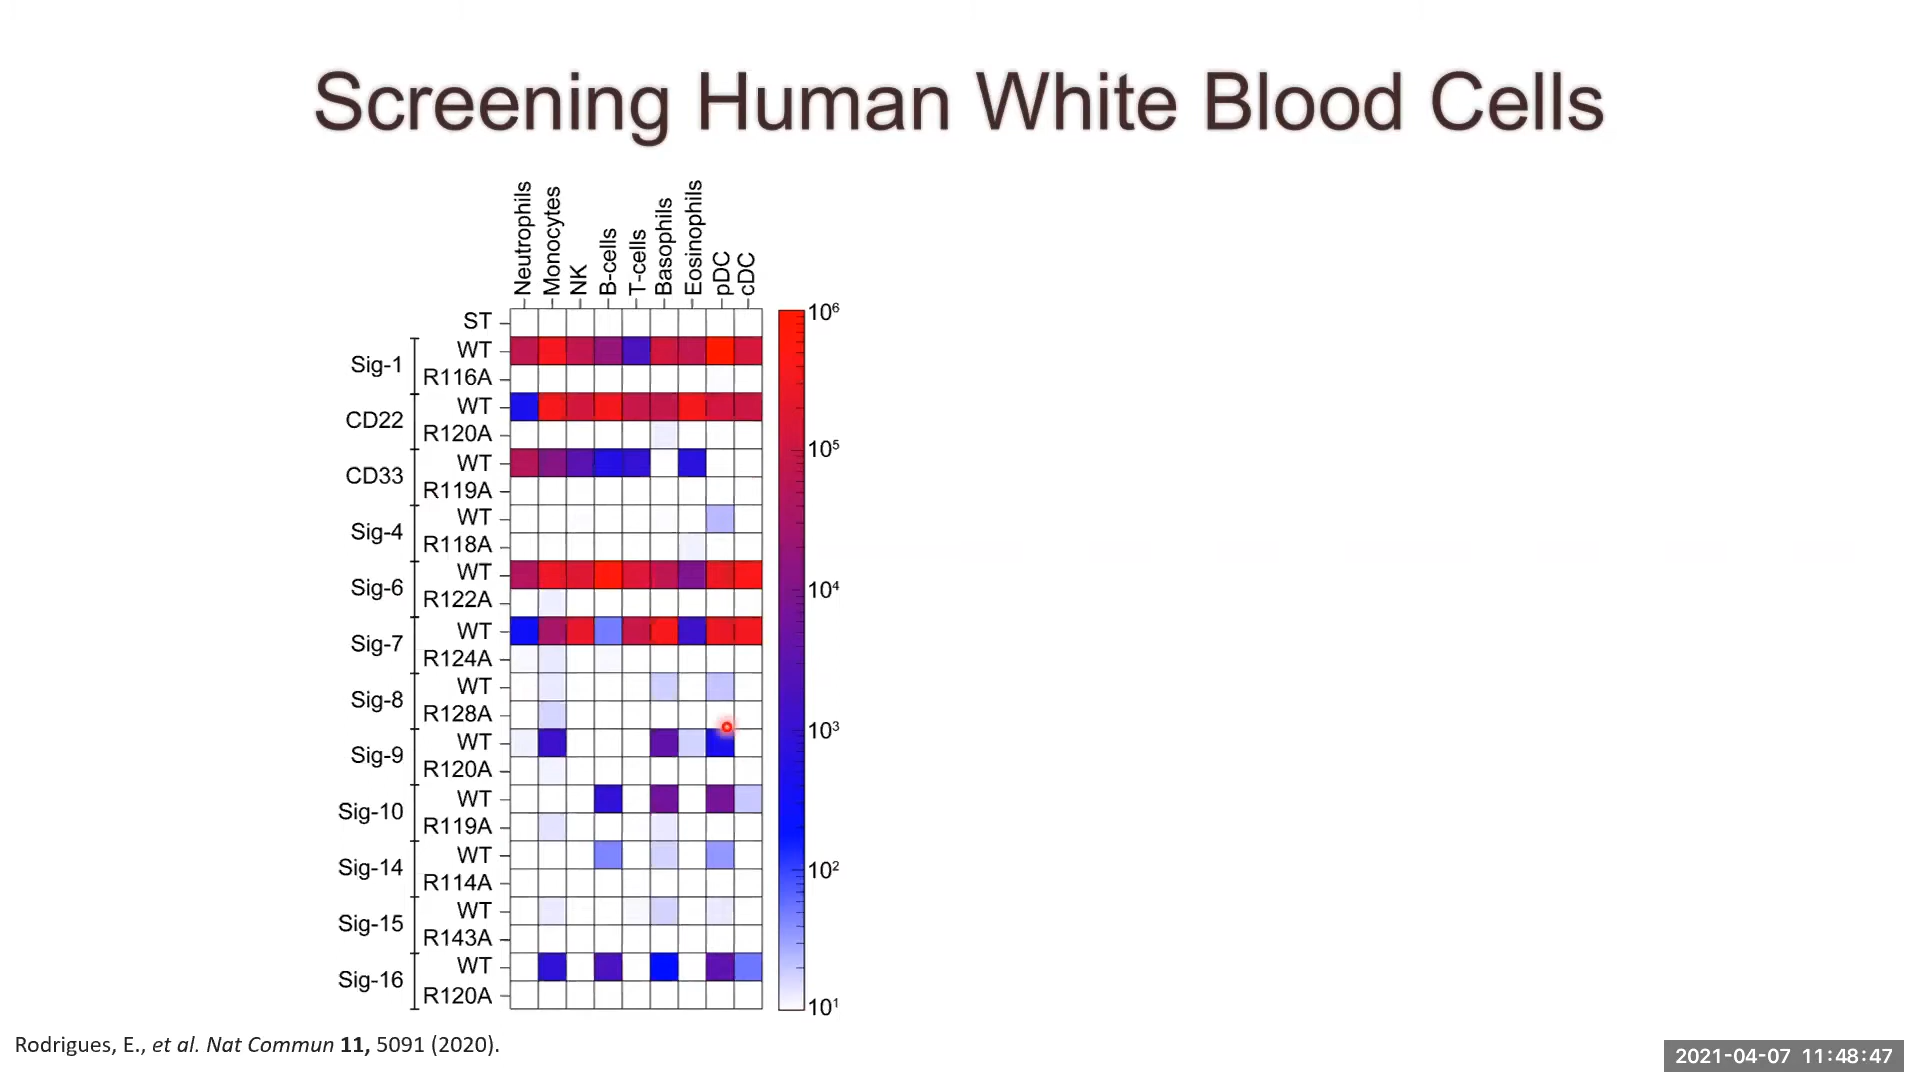 Screening Human White Blood Cells
Neutrophils
Monocytes
NK
B-cells
T-cells
Basophils
Eosinophils
pDC
cDC
ST
Sig-1
WT
R116A
CD22
WT
R120A
CD33
WT
R119A
Sig-4
WT
R118A
Sig-6
WT
R122A
Sig-7
WT
R124A
Sig-8
WT
R128A
Sig-9
WT
R120A
Sig-10
WT
R119A
Sig-14
WT
R114A
Sig-15
WT
R143A
Sig-16
WT
R120A
10⁶
10⁵
10⁴
10³
10²
10¹
Rodrigues, E., et al. Nat Commun 11, 5091 (2020).
2021-04-07 11:48:47